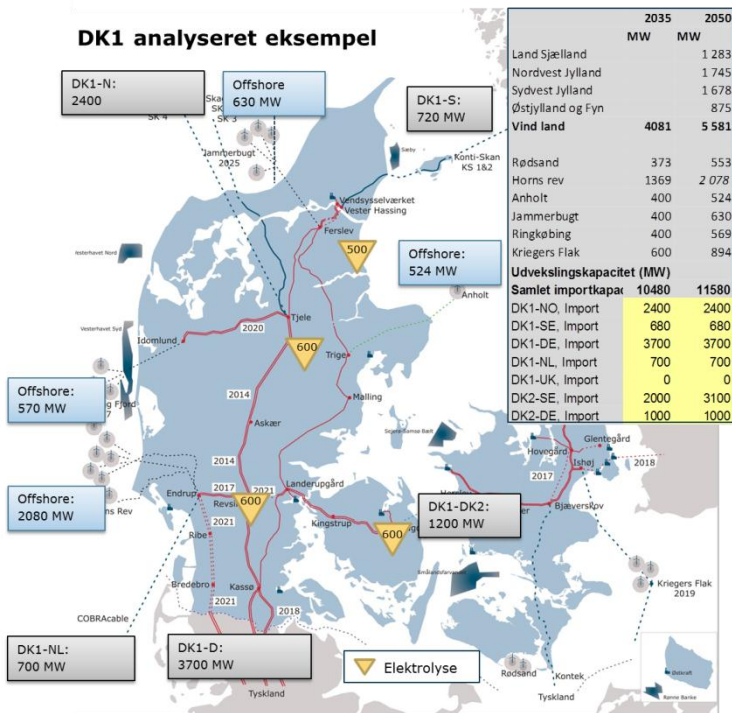 DK1 analyseret eksempel
DK1-N:
2400
Offshore
630 MW
DK1-S:
720 MW
SK 4
SK 3
Jammerbugt
2025
Sæby
Konti-Skan
KS 1&2
Vendsysselværket
Vester Hassing
Ferslev
500
Vesterhavet Nord
Offshore:
524 MW
Anholt
Tjele
2020
Idomlund
Vesterhavet Syd
600
Trige
Offshore:
570 MW
2014
Malling
Askær
2014
Offshore:
2080 MW
Endrup
2017
2021
Landerupgård
600
Ribe
2021
Kingstrup
600
DK1-DK2:
1200 MW
Bredebro
2021
Kassø
2018
COBRAcable
DK1-NL:
700 MW
DK1-D:
3700 MW
Tyskland
Elektrolyse
Hovegård
Glentegård
2017
Ishøj
2018
Bjæverskov
Smålandsfarvandet
Kriegers Flak
2019
Rødsand
Kontek
Tyskland
Østkraft
Rønne Banke
2035 2050
MW MW
Land Sjælland 1 283
Nordvest Jylland 1 745
Sydvest Jylland 1 678
Østjylland og Fyn 875
Vind land 4081 5 581
Rødsand 373 553
Horns rev 1369 2 078
Anholt 400 524
Jammerbugt 400 630
Ringkøbing 400 569
Kriegers Flak 600 894
Udvekslingskapacitet (MW)
Samlet importkapac 10480 11580
DK1-NO, Import 2400 2400
DK1-SE, Import 680 680
DK1-DE, Import 3700 3700
DK1-NL, Import 700 700
DK1-UK, Import 0 0
DK2-SE, Import 2000 3100
DK2-DE, Import 1000 1000